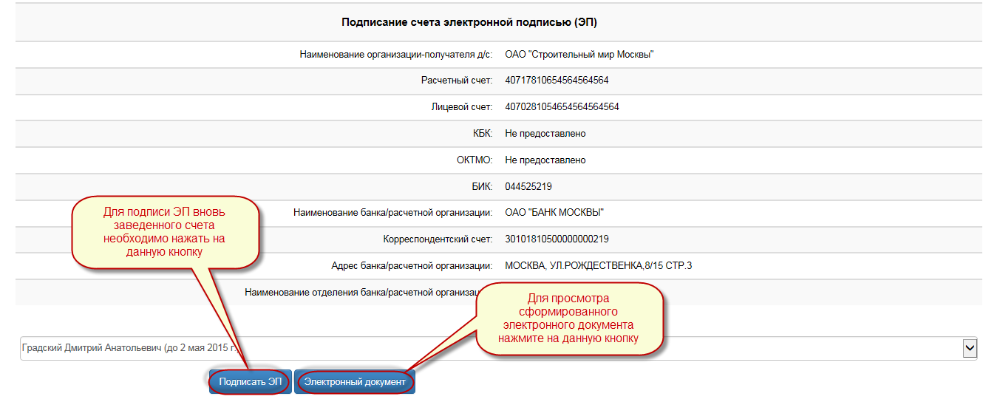 Подписание счета электронной подписью (ЭП)
Наименование организации-получателя д/с: ОАО "Строительный мир Москвы"
Расчетный счет: 40717810654564564564
Лицевой счет: 4070281054654564564564
КБК: Не предоставлено
ОКТМО: Не предоставлено
БИК: 044525219
Наименование банка/расчетной организации: ОАО "БАНК МОСКВЫ"
Корреспондентский счет: 30101810500000000219
Адрес банка/расчетной организации: МОСКВА, УЛ.РОЖДЕСТВЕНКА,8/15 СТР.3
Наименование отделения банка/расчетной организац
Для подписи ЭП вновь
заведенного счета
необходимо нажать на
данную кнопку
Для просмотра
сформированного
электронного документа
нажмите на данную кнопку
Градский Дмитрий Анатольевич (до 2 мая 2015 г.)
Подписать ЭП
Электронный документ